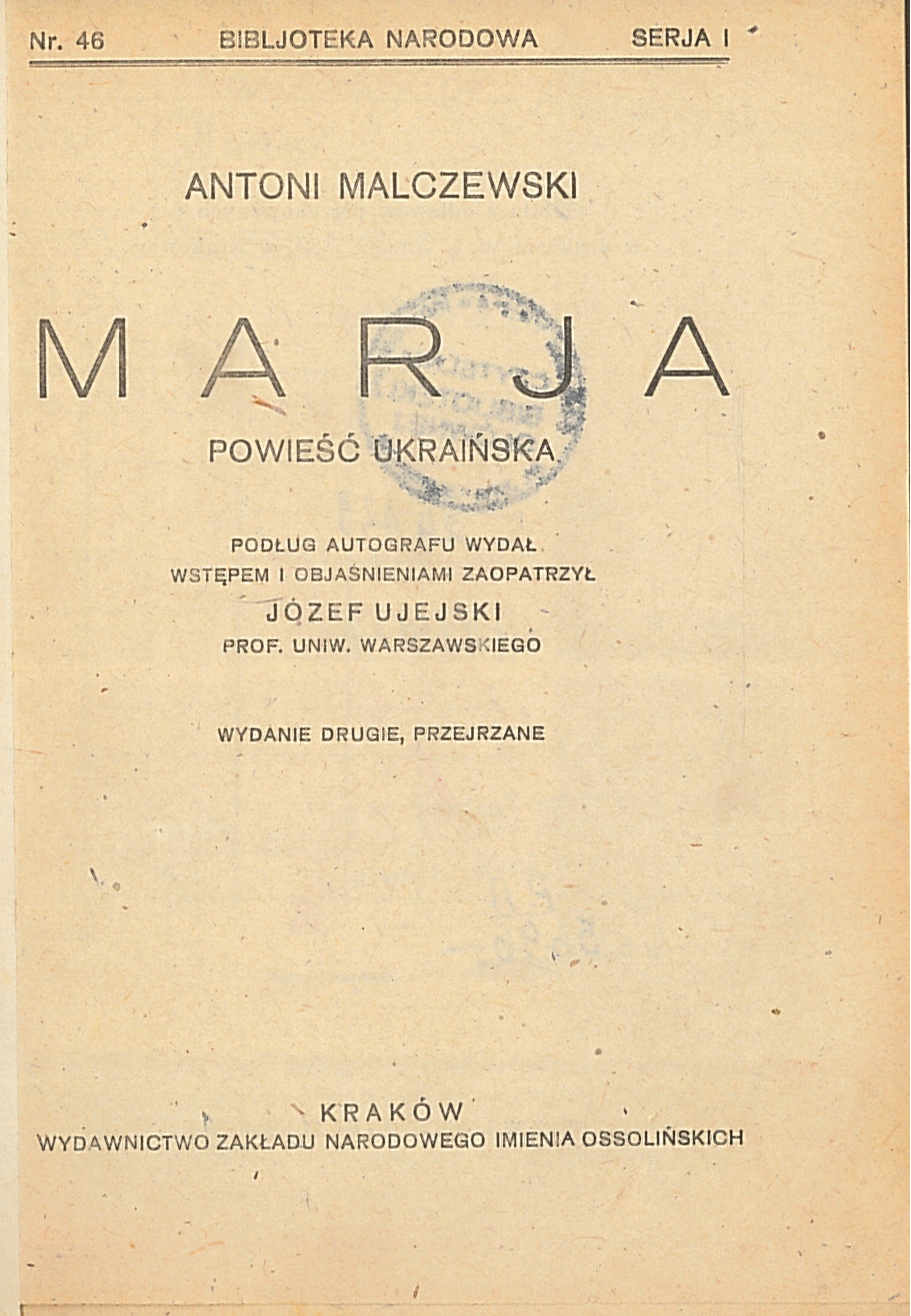 Nr. 46 BIBLJOTEKA NARODOWA SERJA I
ANTONI MALCZEWSKI
MARJA
POWIEŚĆ UKRAIŃSKA
PODŁUG AUTOGRAFU WYDAŁ
WSTĘPEM I OBJAŚNIENIAMI ZAOPATRZYŁ
JÓZEF UJEJSKI
PROF. UNIW. WARSZAWSKIEGO
WYDANIE DRUGIE, PRZEJRZANE
KRAKÓW
WYDAWNICTWO ZAKŁADU NARODOWEGO IMIENIA OSSOLIŃSKICH